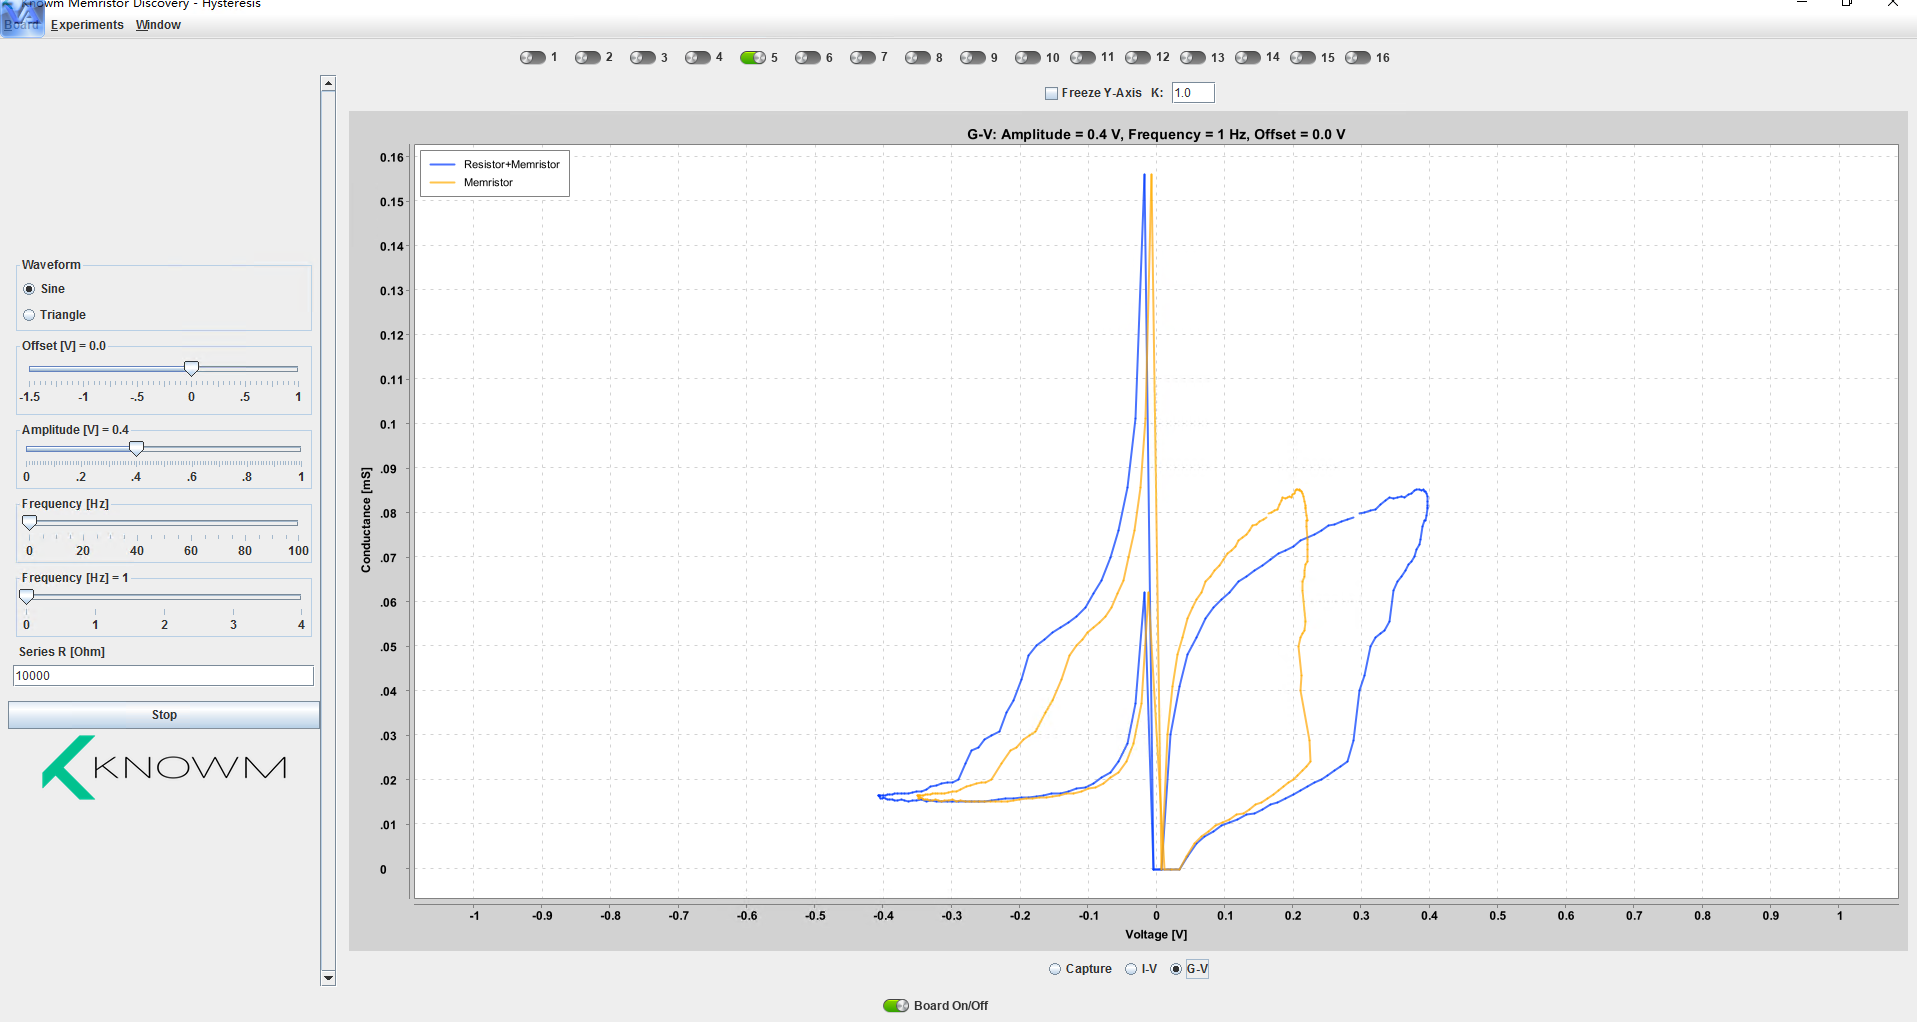 Knowm Memristor Discovery - Hysteresis
Board Experiments Window
1 2 3 4 5 6 7 8 9 10 11 12 13 14 15 16
Freeze Y-Axis K: 1.0
Waveform
Sine
Triangle
Offset [V] = 0.0
-1.5 -1 -.5 0 .5 1
Amplitude [V] = 0.4
0 .2 .4 .6 .8 1
Frequency [Hz]
0 20 40 60 80 100
Frequency [Hz] = 1
0 1 2 3 4
Series R [Ohm]
10000
Stop
KNOWM
G-V: Amplitude = 0.4 V, Frequency = 1 Hz, Offset = 0.0 V
Resistor+Memristor
Memristor
Conductance [mS]
0.16
0.15
0.14
0.13
0.12
0.11
0.1
.09
.08
.07
.06
.05
.04
.03
.02
.01
0
-1 -0.9 -0.8 -0.7 -0.6 -0.5 -0.4 -0.3 -0.2 -0.1 0 0.1 0.2 0.3 0.4 0.5 0.6 0.7 0.8 0.9 1
Voltage [V]
Capture I-V G-V
Board On/Off